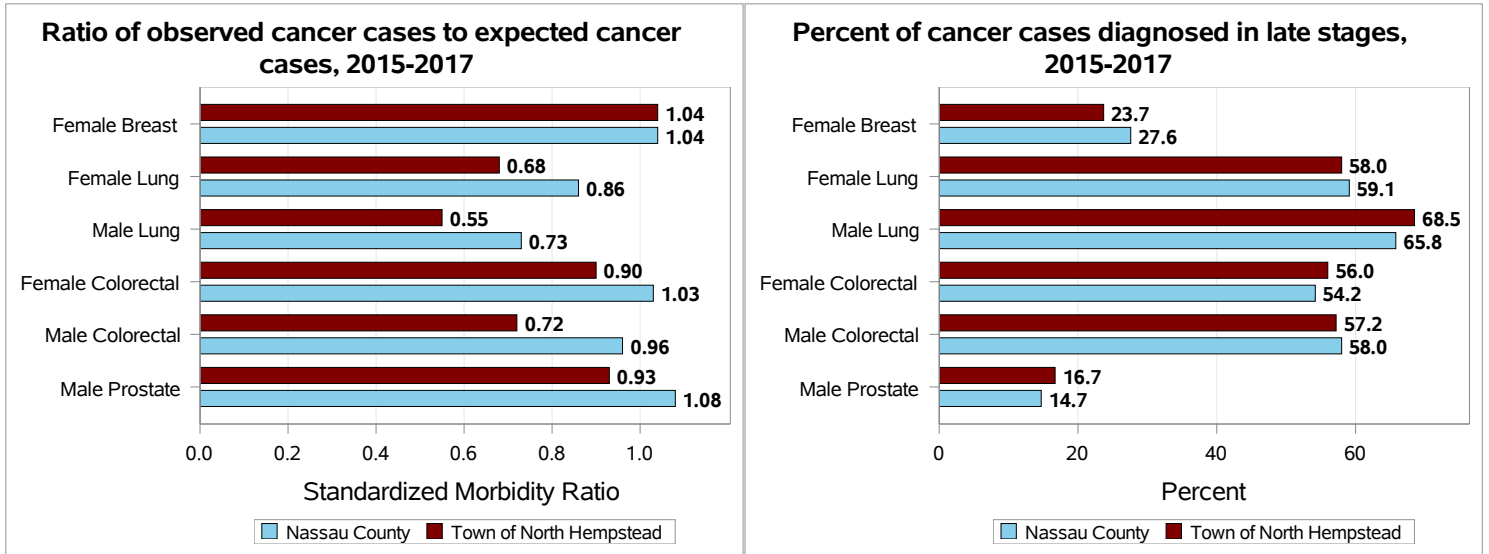 Ratio of observed cancer cases to expected cancer
cases, 2015-2017
Female Breast
1.04
1.04
Female Lung
0.68
0.86
Male Lung
0.55
0.73
Female Colorectal
0.90
1.03
Male Colorectal
0.72
0.96
Male Prostate
0.93
1.08
0.0 0.2 0.4 0.6 0.8 1.0
Standardized Morbidity Ratio
Nassau County Town of North Hempstead
Percent of cancer cases diagnosed in late stages,
2015-2017
Female Breast
23.7
27.6
Female Lung
58.0
59.1
Male Lung
68.5
65.8
Female Colorectal
56.0
54.2
Male Colorectal
57.2
58.0
Male Prostate
16.7
14.7
0 20 40 60
Percent
Nassau County Town of North Hempstead